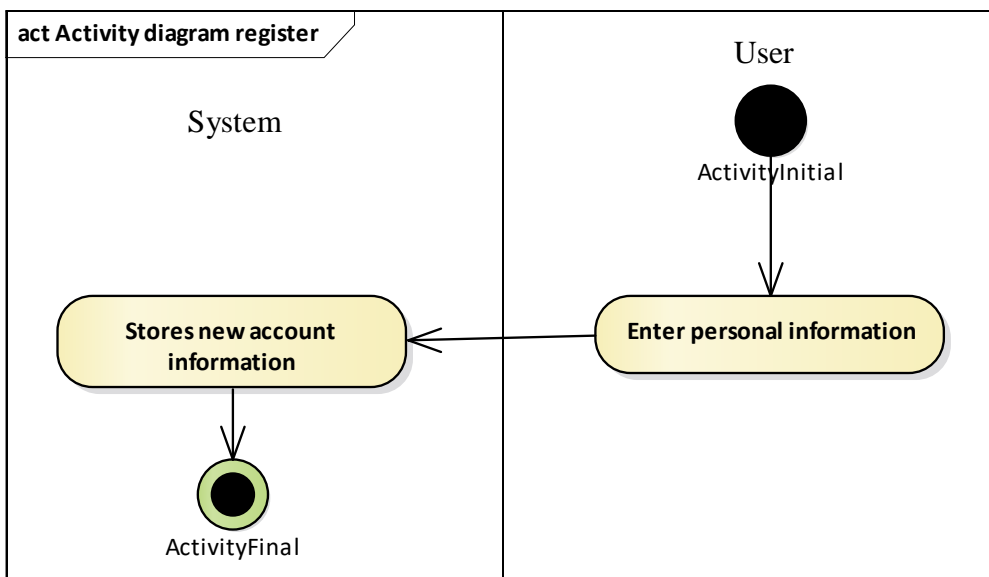 act Activity diagram register
User
System
ActivityInitial
Stores new account
information
Enter personal information
ActivityFinal